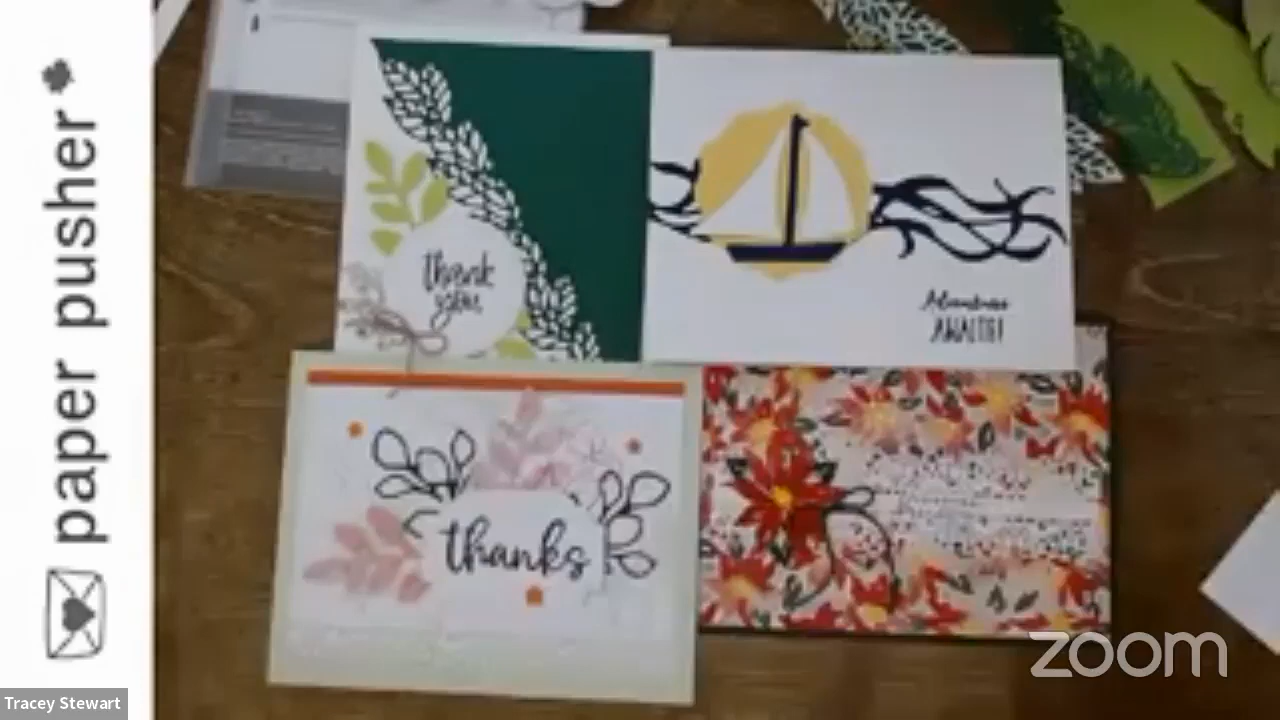 paper pusher
thank
you
Adventure
AWAITS!
thanks
zoom
Tracey Stewart